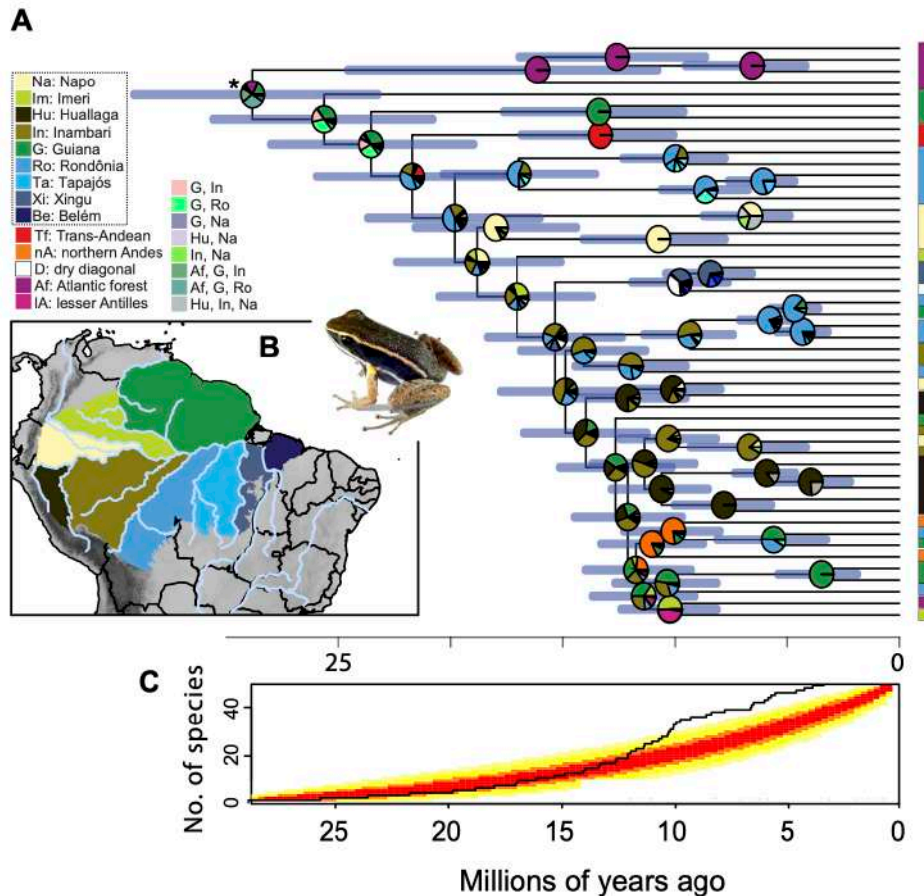 A
*
Na: Napo
Im: Imeri
Hu: Huallaga
In: Inambari
G: Guiana
Ro: Rondônia
Ta: Tapajós
Xi: Xingu
Be: Belém
Tf: Trans-Andean
nA: northern Andes
D: dry diagonal
Af: Atlantic forest
lA: lesser Antilles
G, In
G, Ro
G, Na
Hu, Na
In, Na
Af, G, In
Af, G, Ro
Hu, In, Na
B
25 15 0
C
No. of species
40
20
0
25 20 15 10 5 0
Millions of years ago